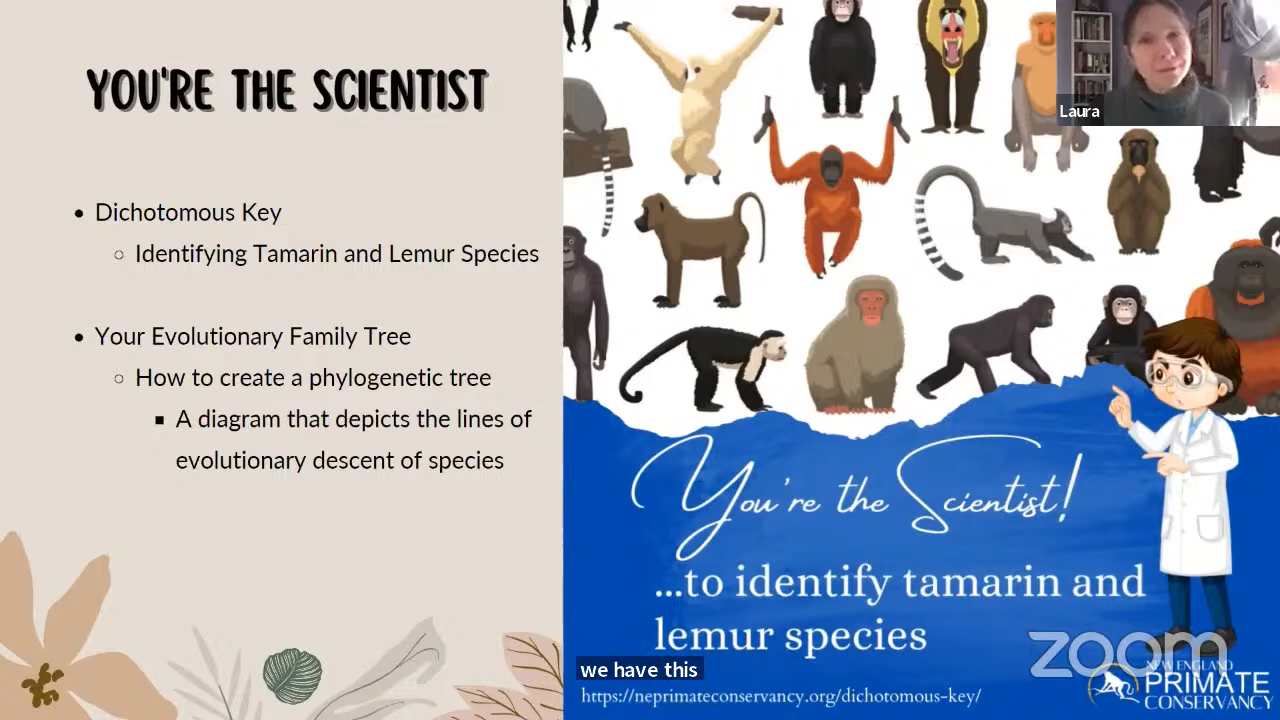 YOU'RE THE SCIENTIST
• Dichotomous Key
○ Identifying Tamarin and Lemur Species
• Your Evolutionary Family Tree
○ How to create a phylogenetic tree
▪ A diagram that depicts the lines of
evolutionary descent of species
Laura
You're the Scientist!
...to identify tamarin and
lemur species
we have this
https://neprimateconservancy.org/dichotomous-key/
zoom
NEW ENGLAND
PRIMATE
CONSERVANCY